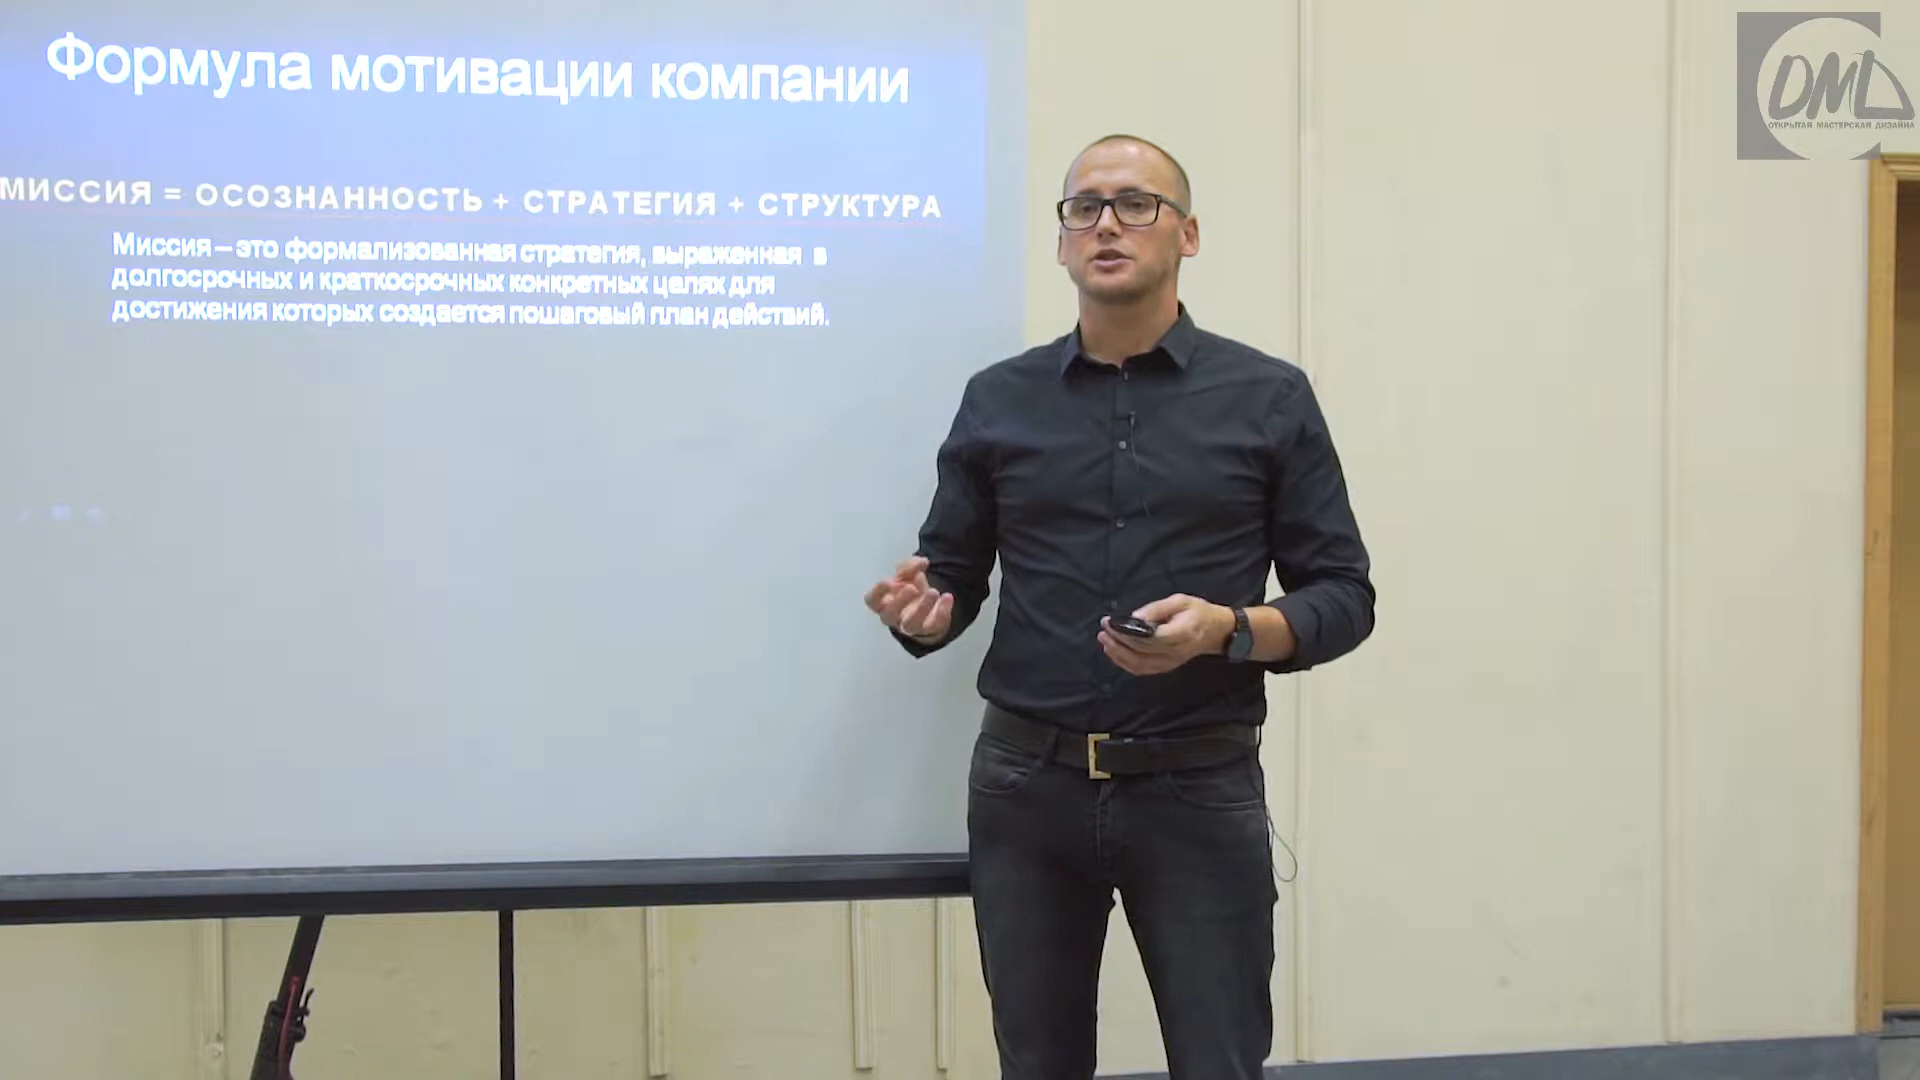 Формула мотивации компании
МИССИЯ = ОСОЗНАННОСТЬ + СТРАТЕГИЯ + СТРУКТУРА
Миссия – это формализованная стратегия, выраженная в
долгосрочных и краткосрочных конкретных целях для
достижения которых создается пошаговый план действий.
DMD
ОТКРЫТАЯ МАСТЕРСКАЯ ДИЗАЙНА